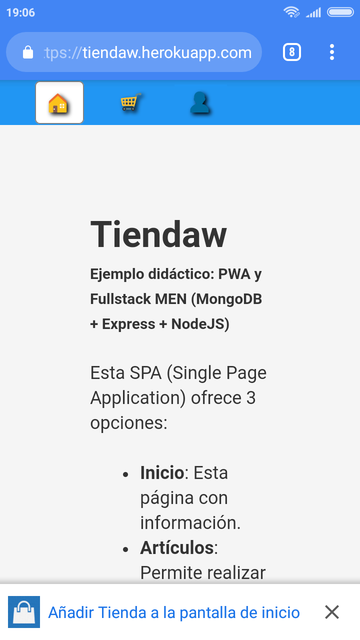 19:06
tps://tiendaw.herokuapp.com
8
Tiendaw
Ejemplo didáctico: PWA y
Fullstack MEN (MongoDB
+ Express + NodeJS)
Esta SPA (Single Page
Application) ofrece 3
opciones:
• Inicio: Esta
página con
información.
• Artículos:
Permite realizar
Añadir Tienda a la pantalla de inicio